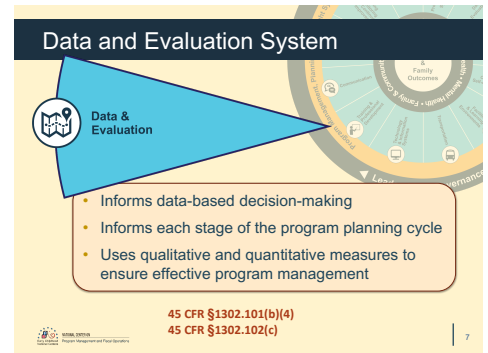 Data and Evaluation System
&
Family
Outcomes
Data &
Evaluation
• Informs data-based decision-making
• Informs each stage of the program planning cycle
• Uses qualitative and quantitative measures to
ensure effective program management
45 CFR §1302.101(b)(4)
45 CFR §1302.102(c)
NATIONAL CENTER ON
Program Management and Fiscal Operations
7